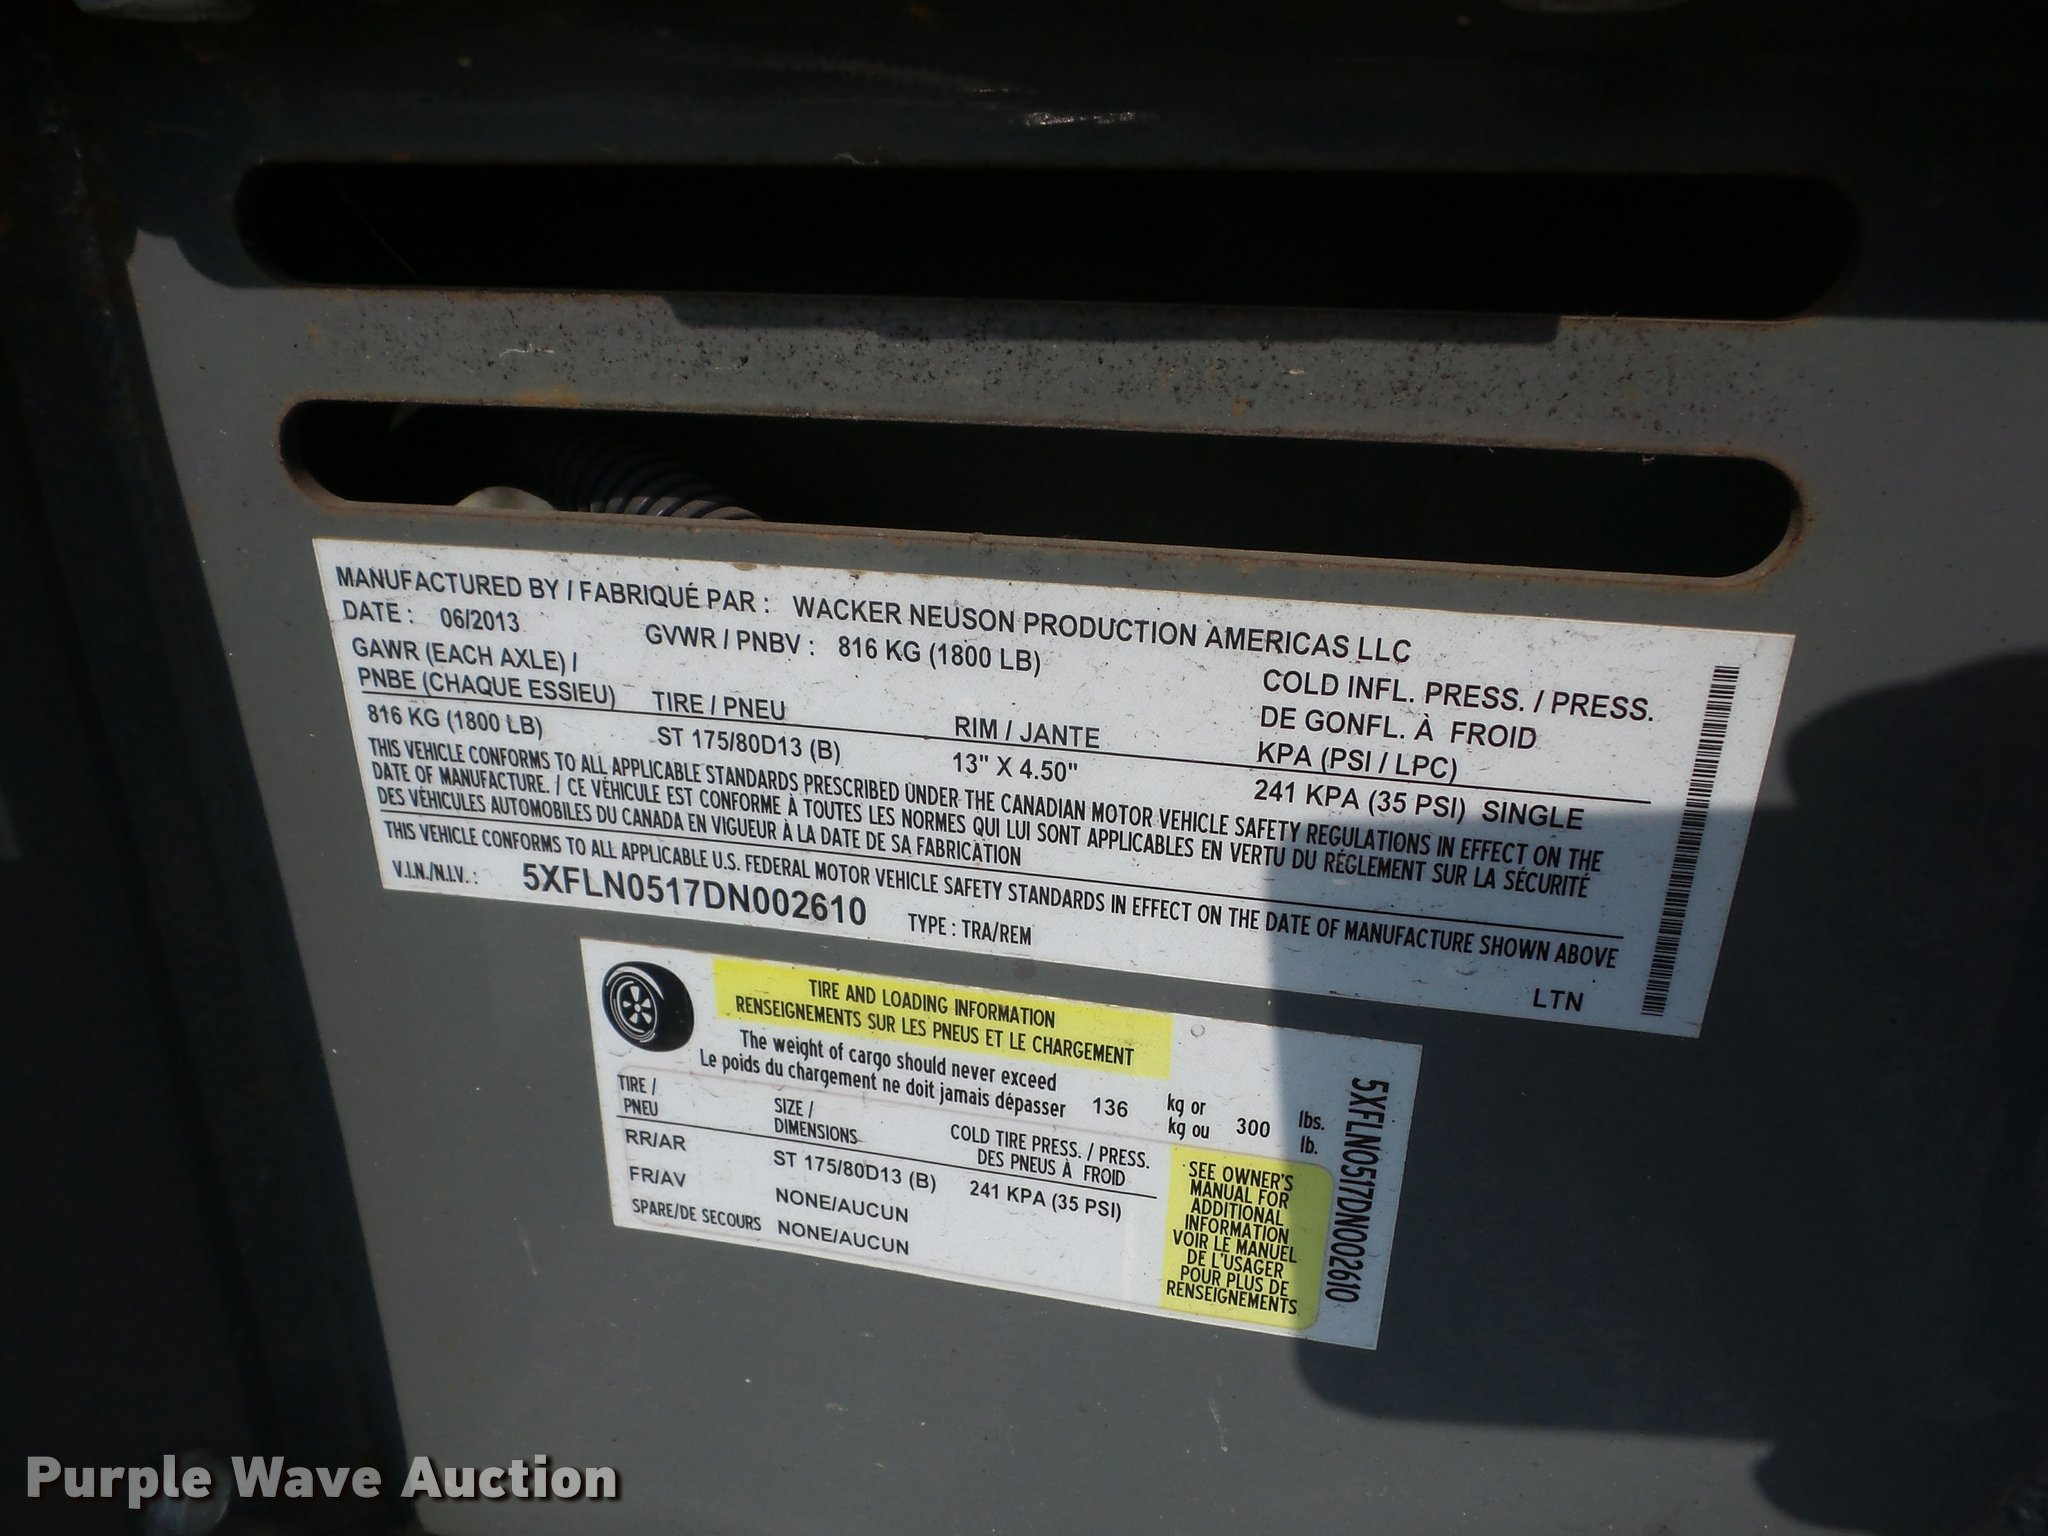 MANUFACTURED BY / FABRIQUÉ PAR : WACKER NEUSON PRODUCTION AMERICAS LLC
DATE : 06/2013 GVWR / PNBV : 816 KG (1800 LB)
GAWR (EACH AXLE) /
PNBE (CHAQUE ESSIEU) TIRE / PNEU RIM / JANTE COLD INFL. PRESS. / PRESS.
DE GONFL. À FROID
KPA (PSI / LPC)
816 KG (1800 LB) ST 175/80D13 (B) 13" X 4.50" 241 KPA (35 PSI) SINGLE
THIS VEHICLE CONFORMS TO ALL APPLICABLE STANDARDS PRESCRIBED UNDER THE CANADIAN MOTOR VEHICLE SAFETY REGULATIONS IN EFFECT ON THE
DATE OF MANUFACTURE. / CE VÉHICULE EST CONFORME À TOUTES LES NORMES QUI LUI SONT APPLICABLES EN VERTU DU RÉGLEMENT SUR LA SÉCURITÉ
DES VÉHICULES AUTOMOBILES DU CANADA EN VIGUEUR À LA DATE DE SA FABRICATION
THIS VEHICLE CONFORMS TO ALL APPLICABLE U.S. FEDERAL MOTOR VEHICLE SAFETY STANDARDS IN EFFECT ON THE DATE OF MANUFACTURE SHOWN ABOVE
V.I.N./N.I.V. : 5XFLN0517DN002610 TYPE : TRA/REM LTN
TIRE AND LOADING INFORMATION
RENSEIGNEMENTS SUR LES PNEUS ET LE CHARGEMENT
The weight of cargo should never exceed
Le poids du chargement ne doit jamais dépasser 136 kg or
kg ou 300 lbs.
lb.
TIRE /
PNEU SIZE /
DIMENSIONS COLD TIRE PRESS. / PRESS.
DES PNEUS À FROID
RR/AR ST 175/80D13 (B) 241 KPA (35 PSI)
FR/AV NONE/AUCUN
SPARE/DE SECOURS NONE/AUCUN
SEE OWNER'S
MANUAL FOR
ADDITIONAL
INFORMATION
VOIR LE MANUEL
DE L'USAGER
POUR PLUS DE
RENSEIGNEMENTS
5XFLN0517DN002610
Purple Wave Auction